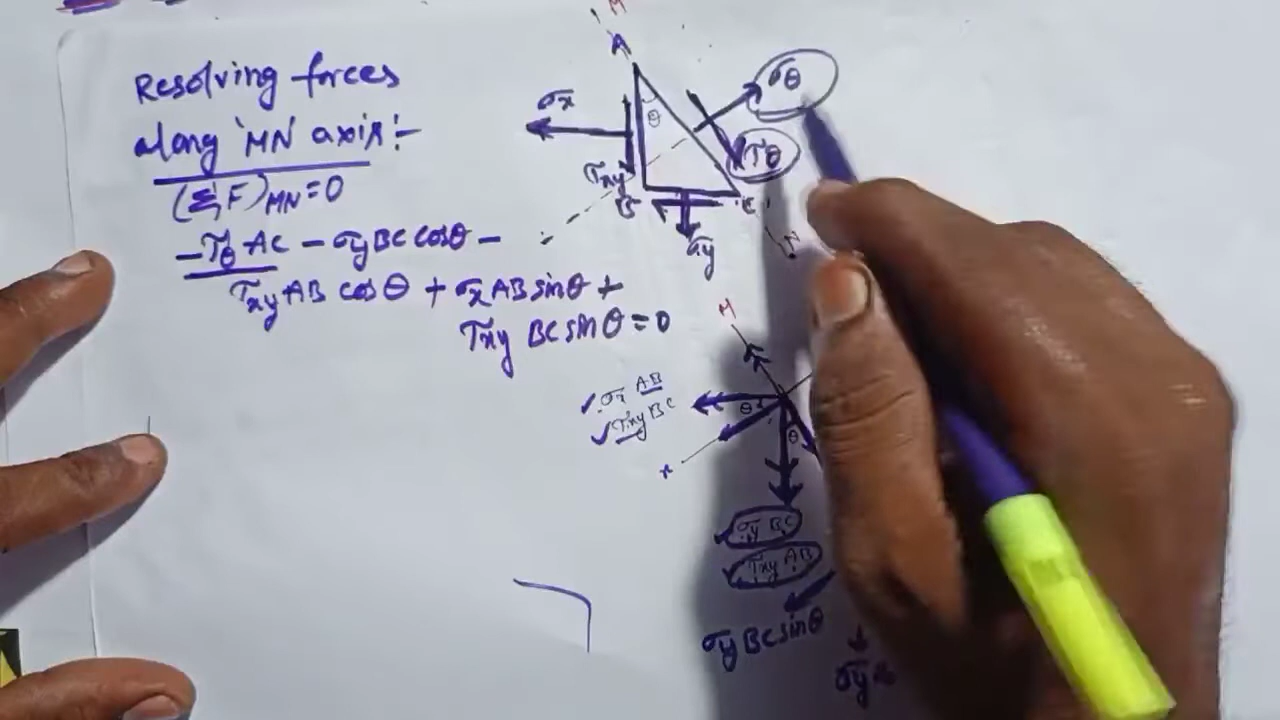 Resolving forces
along 'MN' axis:-
(ΣF)MN = 0
-τθ AC - σy BC cosθ -
τxy AB cosθ + σx AB sinθ +
τxy BC sinθ = 0
M
A
σx
θ
σθ
τθ
τxy
B
C
σy
N
M
σx AB
τxy BC
θ
θ
x
σy BC
τxy AB
σy BC sinθ
σy